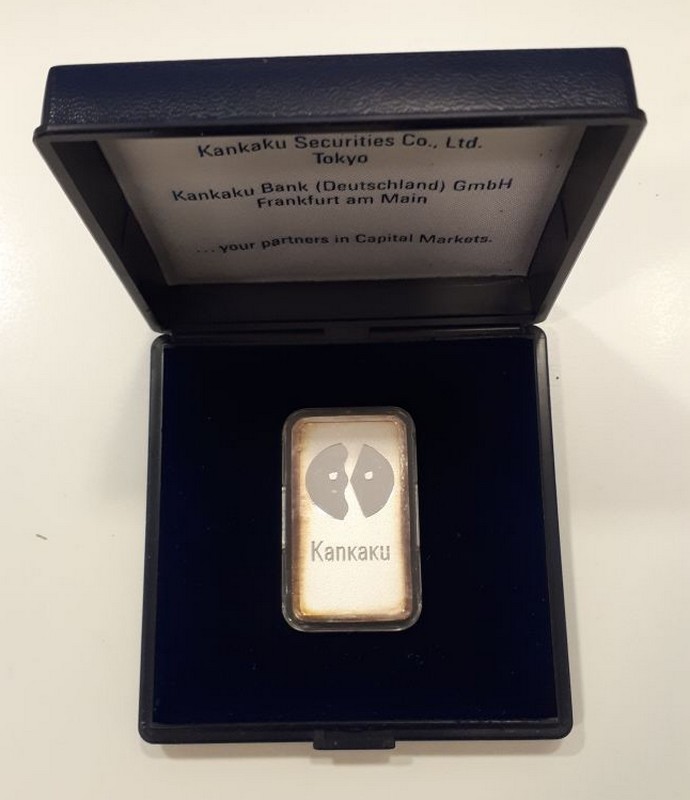 Kankaku Securities Co., Ltd.
Tokyo
Kankaku Bank (Deutschland) GmbH
Frankfurt am Main
...your partners in Capital Markets.
Kankaku